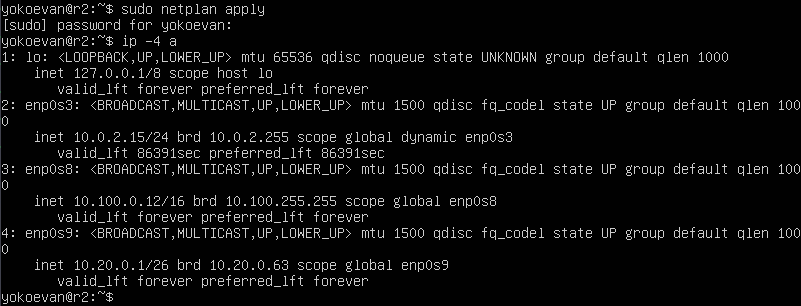 yokoevan@r2:~$ sudo netplan apply
[sudo] password for yokoevan:
yokoevan@r2:~$ ip -4 a
1: lo: <LOOPBACK,UP,LOWER_UP> mtu 65536 qdisc noqueue state UNKNOWN group default qlen 1000
    inet 127.0.0.1/8 scope host lo
       valid_lft forever preferred_lft forever
2: enp0s3: <BROADCAST,MULTICAST,UP,LOWER_UP> mtu 1500 qdisc fq_codel state UP group default qlen 100
0
    inet 10.0.2.15/24 brd 10.0.2.255 scope global dynamic enp0s3
       valid_lft 86391sec preferred_lft 86391sec
3: enp0s8: <BROADCAST,MULTICAST,UP,LOWER_UP> mtu 1500 qdisc fq_codel state UP group default qlen 100
0
    inet 10.100.0.12/16 brd 10.100.255.255 scope global enp0s8
       valid_lft forever preferred_lft forever
4: enp0s9: <BROADCAST,MULTICAST,UP,LOWER_UP> mtu 1500 qdisc fq_codel state UP group default qlen 100
0
    inet 10.20.0.1/26 brd 10.20.0.63 scope global enp0s9
       valid_lft forever preferred_lft forever
yokoevan@r2:~$